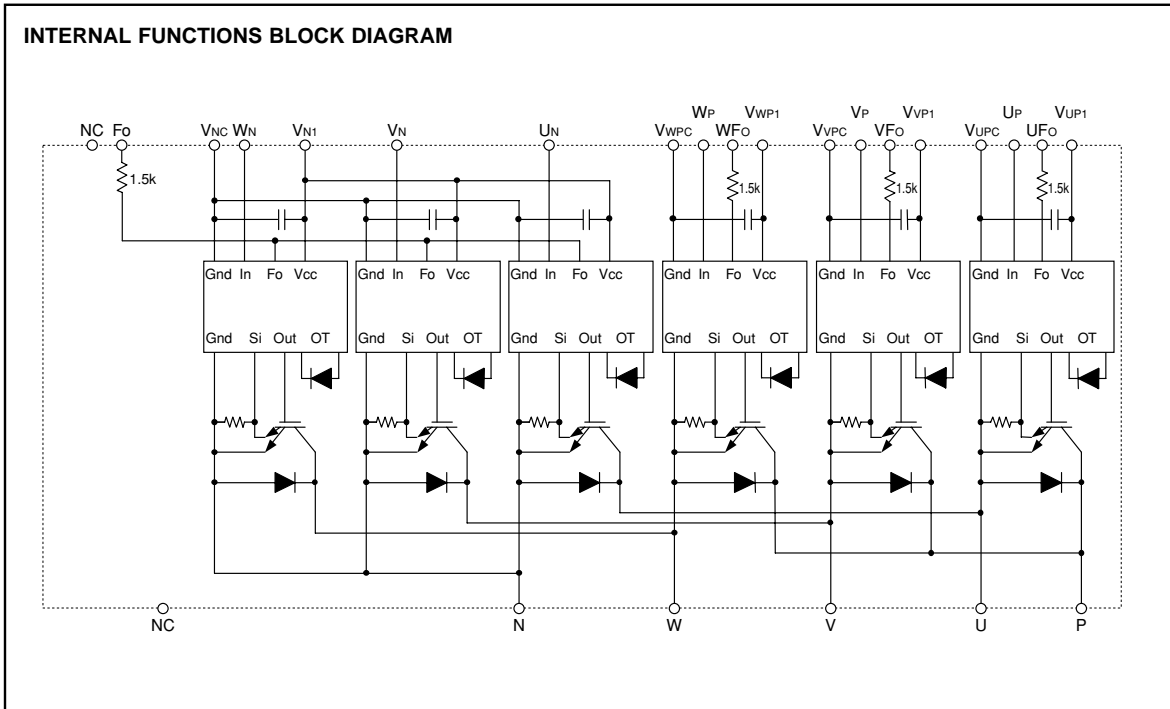 INTERNAL FUNCTIONS BLOCK DIAGRAM
WP VWP1 VP VVP1 UP VUP1
NC FO VNC WN VN1 VN UN VWPC WFO VVPC VFO VUPC UFO
1.5k 1.5k 1.5k 1.5k
Gnd In Fo Vcc Gnd In Fo Vcc Gnd In Fo Vcc Gnd In Fo Vcc Gnd In Fo Vcc Gnd In Fo Vcc
Gnd Si Out OT Gnd Si Out OT Gnd Si Out OT Gnd Si Out OT Gnd Si Out OT Gnd Si Out OT
NC N W V U P